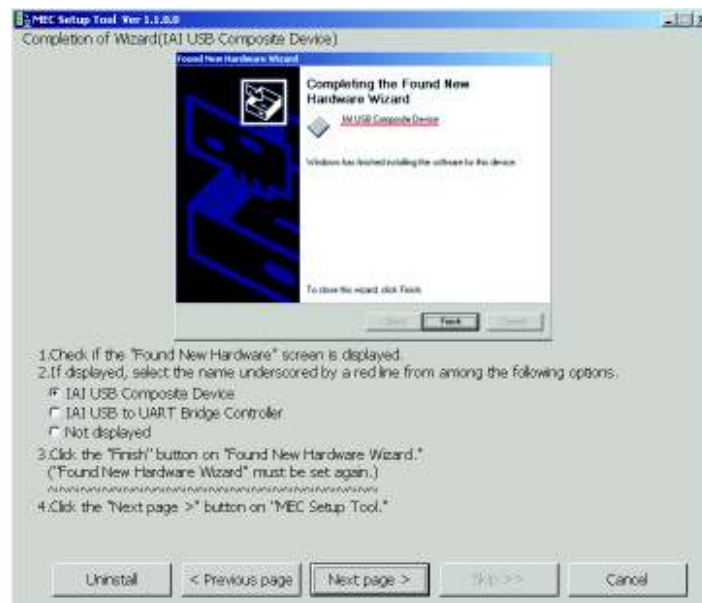 MEC Setup Tool Ver 1.1.0.0
Completion of Wizard(IAI USB Composite Device)
Found New Hardware Wizard
Completing the Found New
Hardware Wizard
IAI USB Composite Device
Windows has finished installing the software for this device.
To close the wizard, click Finish.
Finish
1.Check if the "Found New Hardware" screen is displayed.
2.If displayed, select the name underscored by a red line from among the following options.
IAI USB Composite Device
IAI USB to UART Bridge Controller
Not displayed
3.Click the "Finish" button on "Found New Hardware Wizard."
("Found New Hardware Wizard" must be set again.)
4.Click the "Next page >" button on "MEC Setup Tool."
Uninstall
< Previous page
Next page >
Skip >>
Cancel